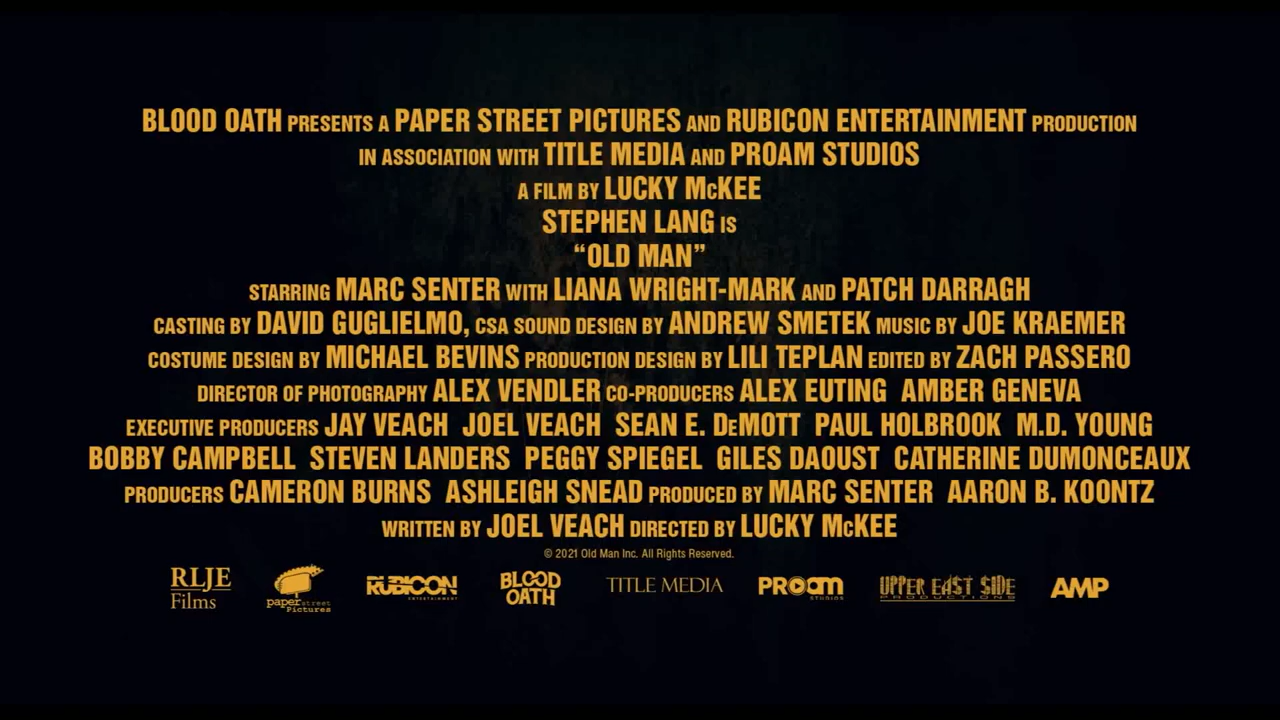 BLOOD OATH PRESENTS A PAPER STREET PICTURES AND RUBICON ENTERTAINMENT PRODUCTION
IN ASSOCIATION WITH TITLE MEDIA AND PROAM STUDIOS
A FILM BY LUCKY McKEE
STEPHEN LANG IS
“OLD MAN”
STARRING MARC SENTER WITH LIANA WRIGHT-MARK AND PATCH DARRAGH
CASTING BY DAVID GUGLIELMO, CSA SOUND DESIGN BY ANDREW SMETEK MUSIC BY JOE KRAEMER
COSTUME DESIGN BY MICHAEL BEVINS PRODUCTION DESIGN BY LILI TEPLAN EDITED BY ZACH PASSERO
DIRECTOR OF PHOTOGRAPHY ALEX VENDLER CO-PRODUCERS ALEX EUTING AMBER GENEVA
EXECUTIVE PRODUCERS JAY VEACH JOEL VEACH SEAN E. DeMOTT PAUL HOLBROOK M.D. YOUNG
BOBBY CAMPBELL STEVEN LANDERS PEGGY SPIEGEL GILES DAOUST CATHERINE DUMONCEAUX
PRODUCERS CAMERON BURNS ASHLEIGH SNEAD PRODUCED BY MARC SENTER AARON B. KOONTZ
WRITTEN BY JOEL VEACH DIRECTED BY LUCKY McKEE
© 2021 Old Man Inc. All Rights Reserved.
RLJE
Films
paperstreet
Pictures
RUBICON
ENTERTAINMENT
BLOOD
OATH
TITLE MEDIA
PROAM
STUDIOS
UPPER EAST SIDE
PRODUCTIONS
AMP